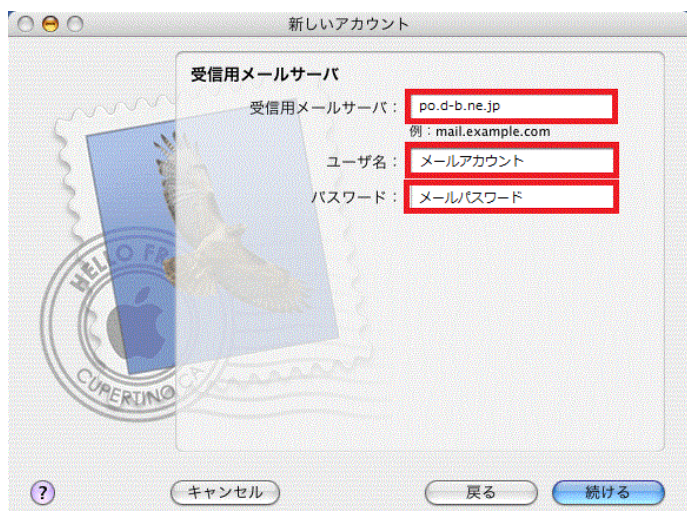 新しいアカウント
受信用メールサーバ
受信用メールサーバ： po.d-b.ne.jp
例：mail.example.com
ユーザ名： メールアカウント
パスワード： メールパスワード
HELLO FR
CUPERTINO CA
? キャンセル 戻る 続ける